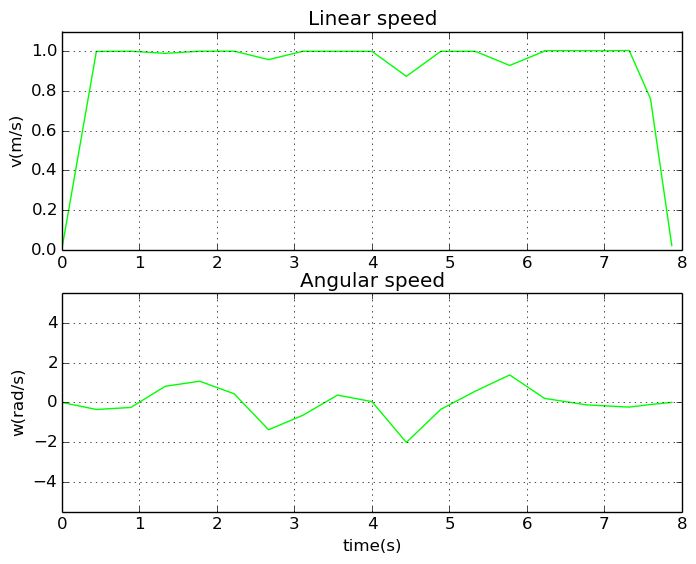 Linear speed
1.0
0.8
0.6
0.4
0.2
0.0
v(m/s)
0 1 2 3 4 5 6 7 8
Angular speed
4
2
0
−2
−4
w(rad/s)
0 1 2 3 4 5 6 7 8
time(s)